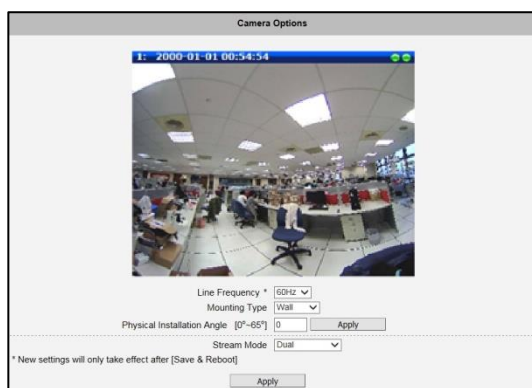 Camera Options
1: 2000-01-01 00:54:54
Line Frequency * 60Hz
Mounting Type Wall
Physical Installation Angle [0°~65°] 0 Apply
Stream Mode Dual
* New settings will only take effect after [Save & Reboot]
Apply